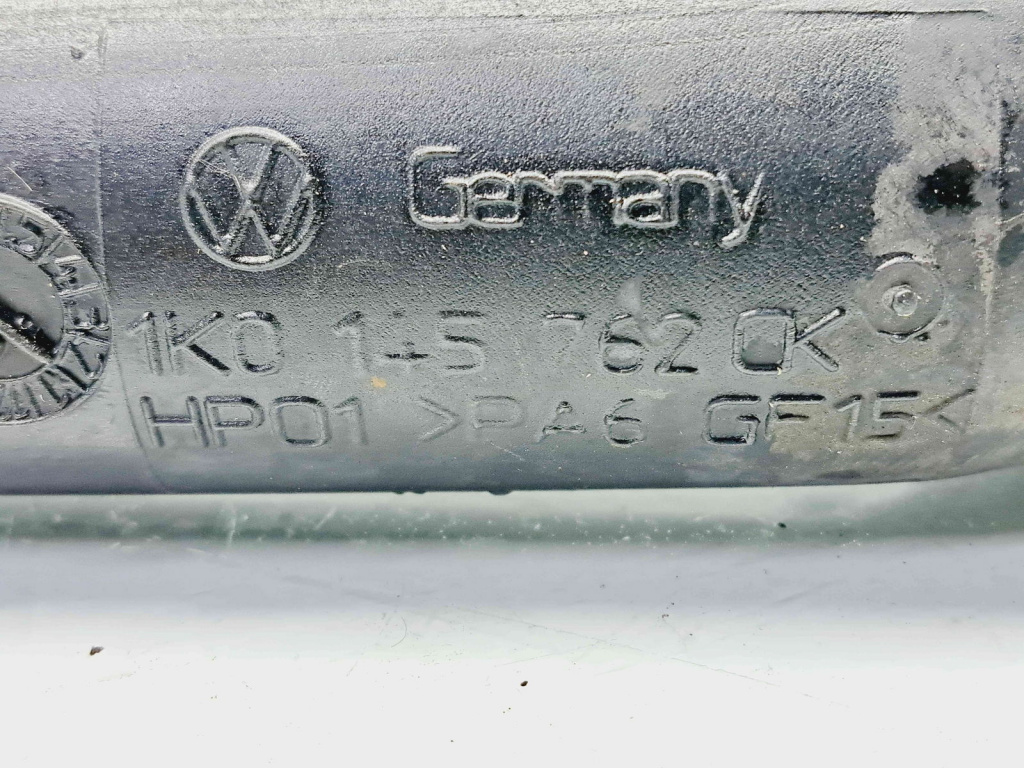 Germany
1K0 145 762 CK
HP01 >PA6 GF15<